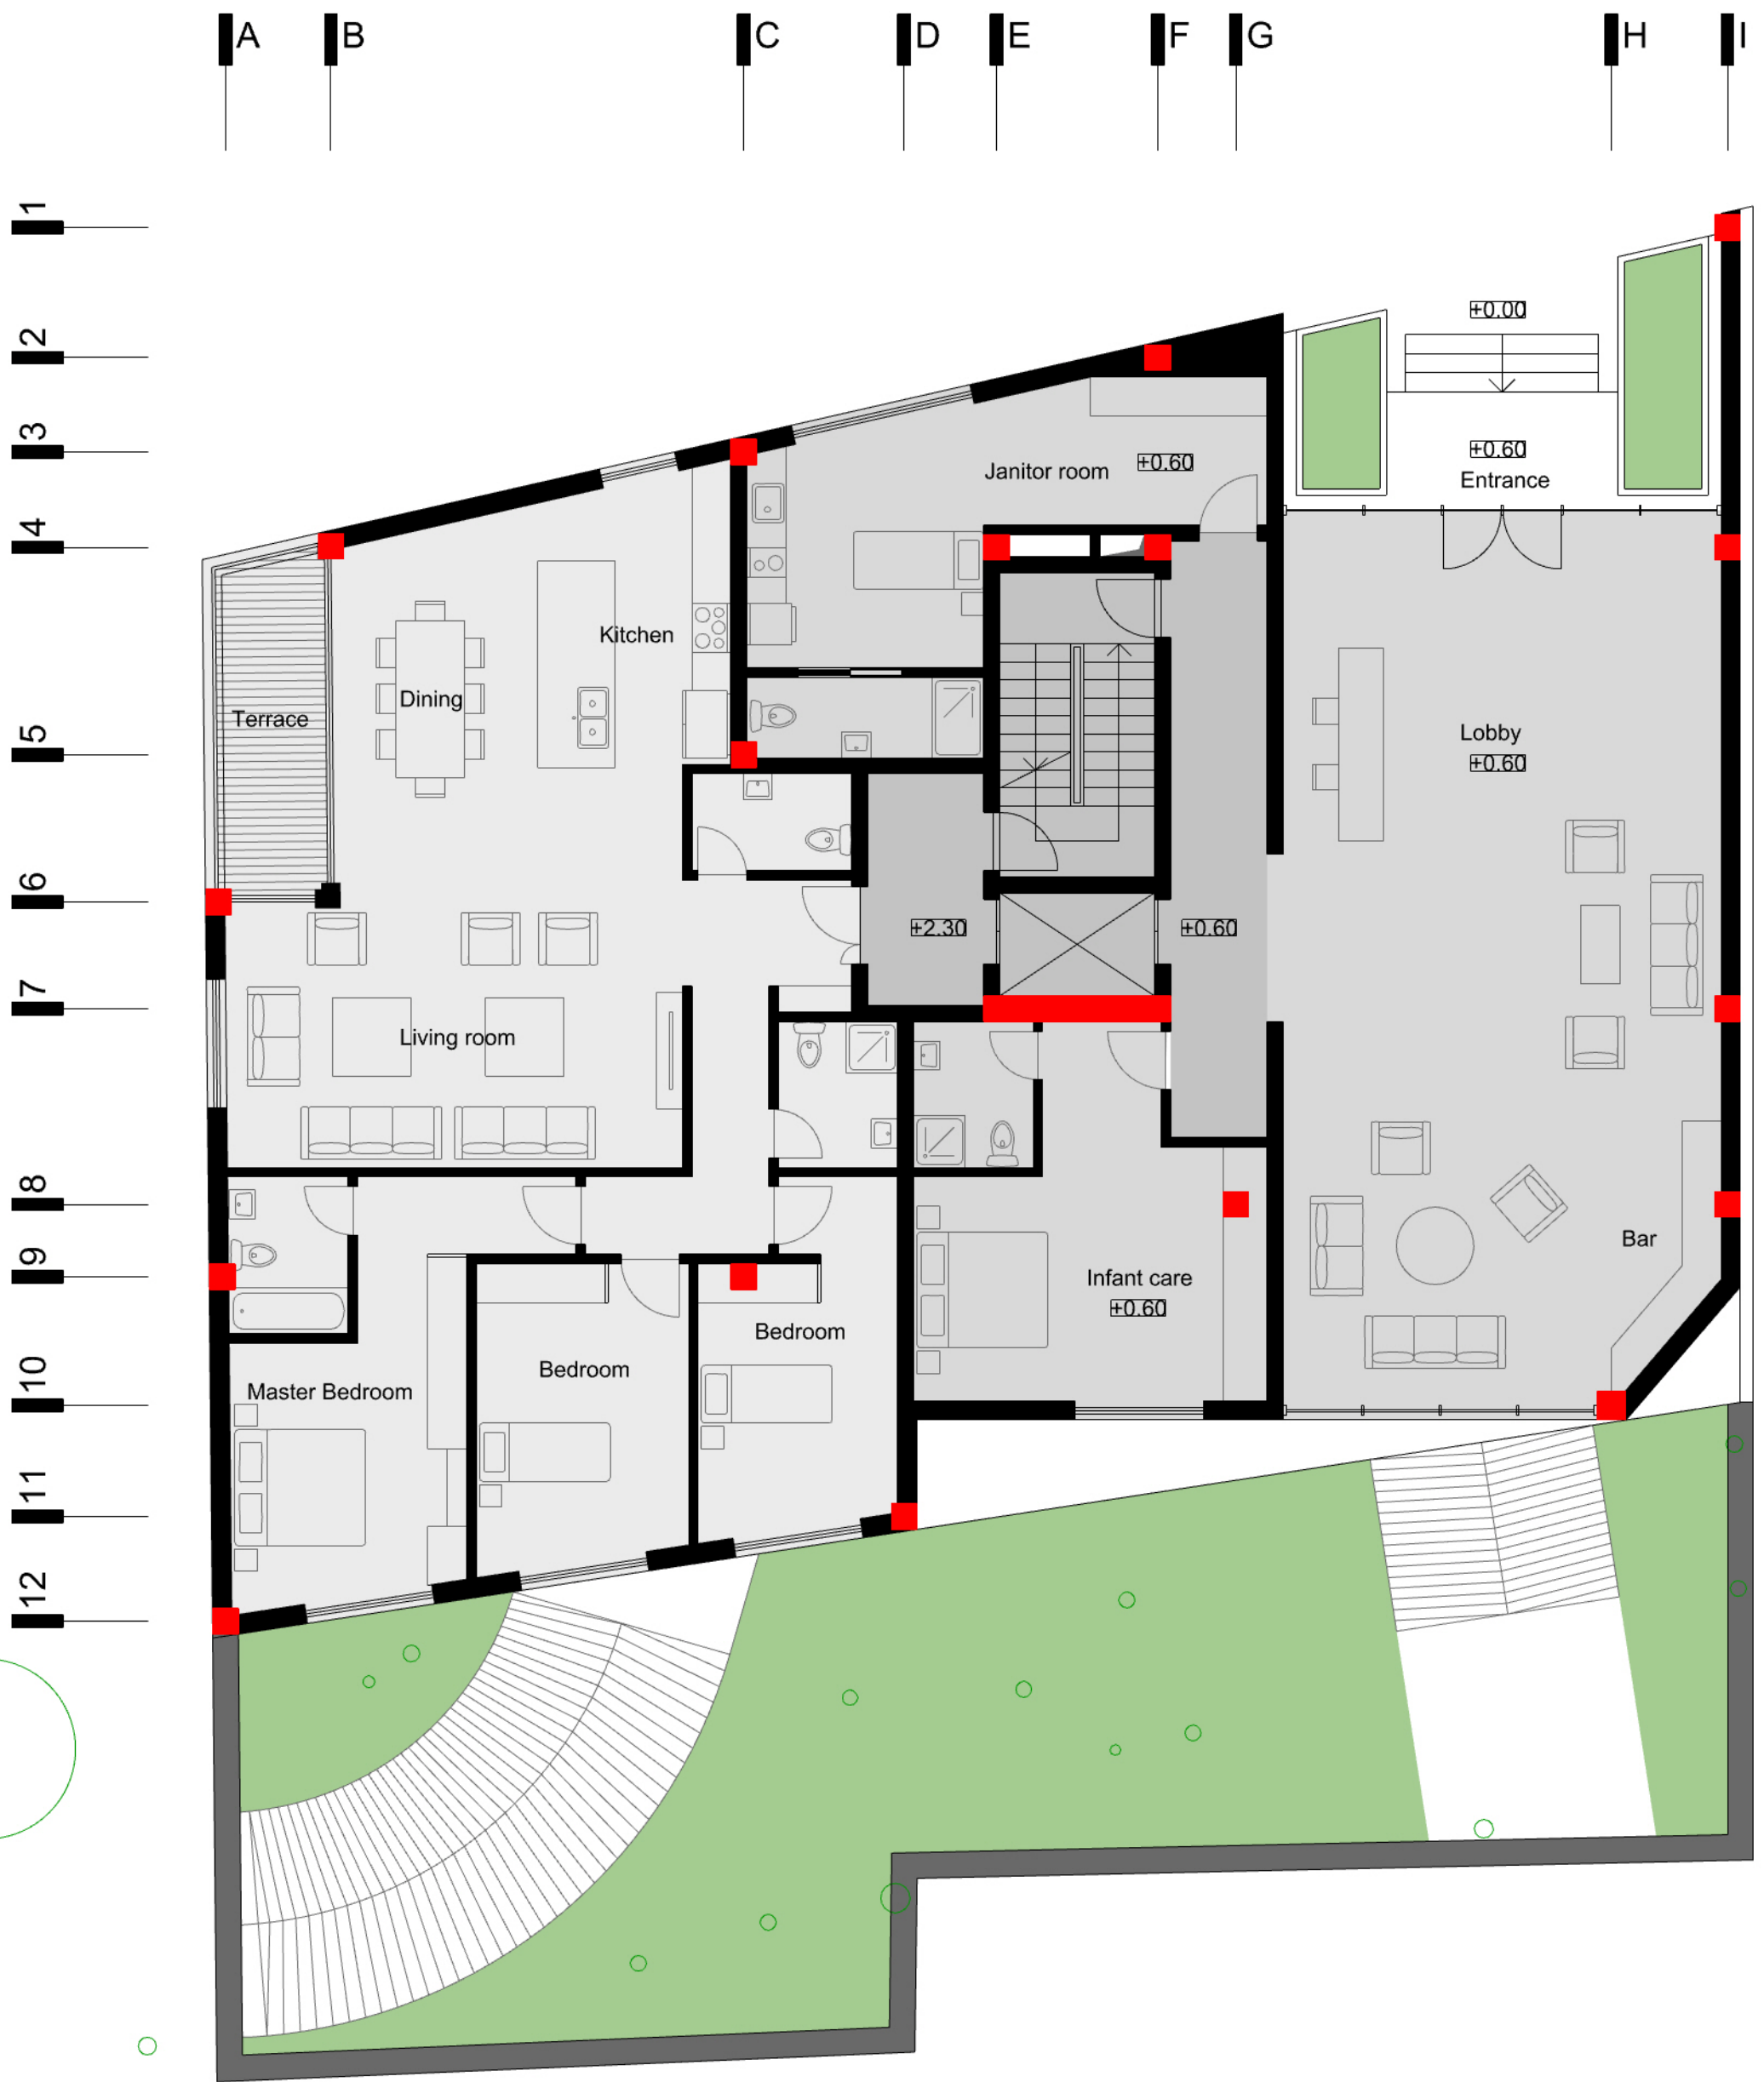 A B C D E F G H I
1
2
+0.00
3
+0.60
Janitor room +0.60
Entrance
4
Kitchen
Dining
Terrace
Lobby
5
+0.60
6
+2.30
+0.60
7
Living room
8
Bar
9
Infant care
+0.60
Bedroom
Bedroom
10
Master Bedroom
11
12